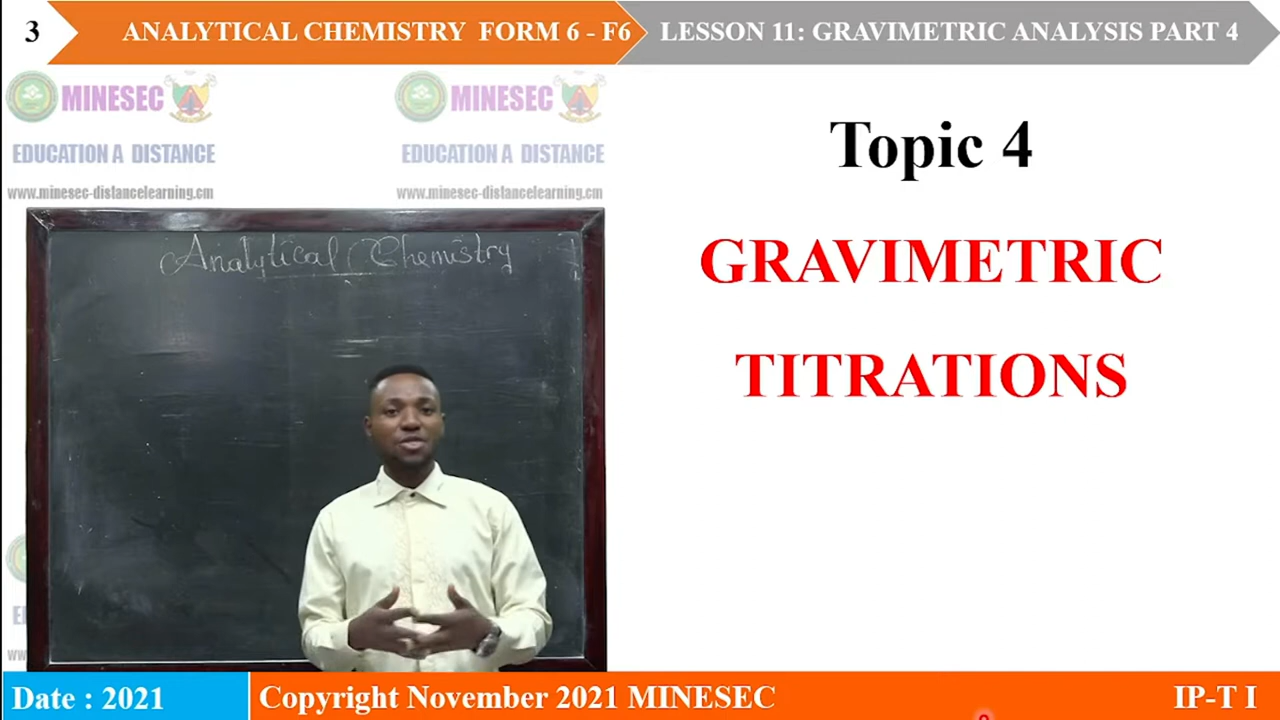 3
ANALYTICAL CHEMISTRY FORM 6 - F6
LESSON 11: GRAVIMETRIC ANALYSIS PART 4
MINESEC
EDUCATION A DISTANCE
www.minesec-distancelearning.cm
MINESEC
EDUCATION A DISTANCE
www.minesec-distancelearning.cm
Analytical Chemistry
Topic 4
GRAVIMETRIC
TITRATIONS
Date : 2021
Copyright November 2021 MINESEC
IP-T I